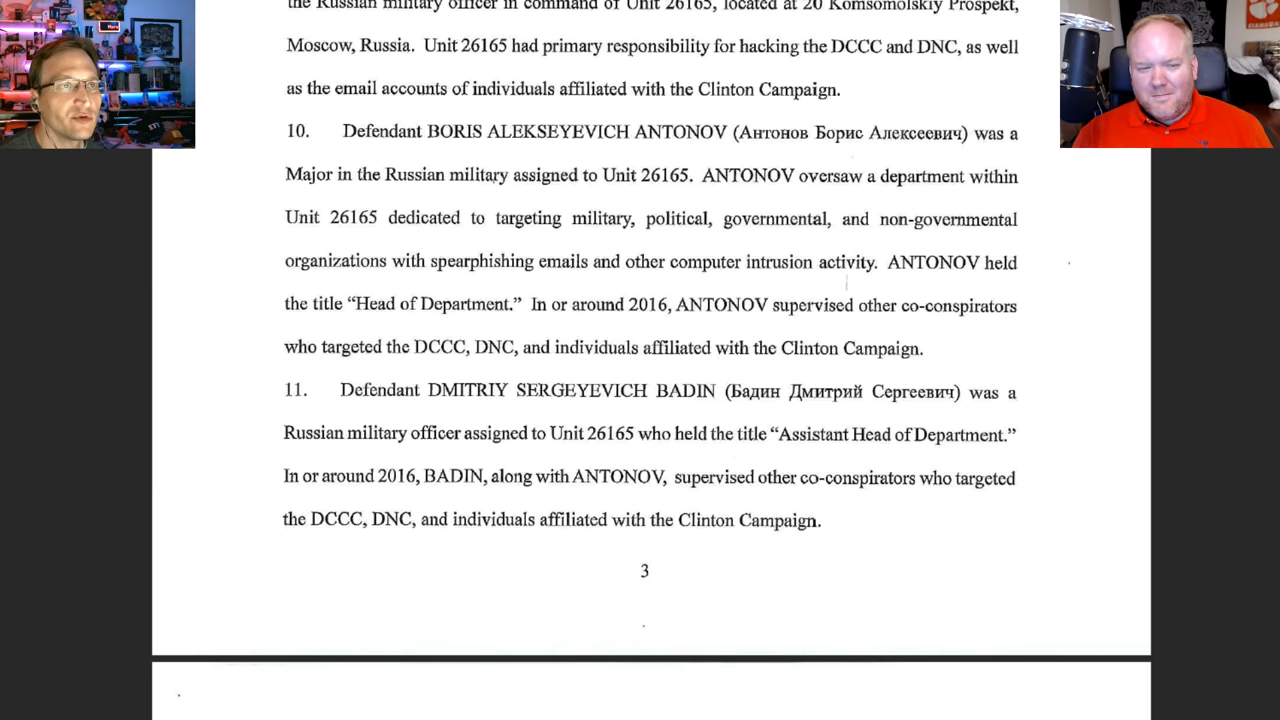 the Russian military officer in command of Unit 26165, located at 20 Komsomolskiy Prospekt,
Moscow, Russia. Unit 26165 had primary responsibility for hacking the DCCC and DNC, as well
as the email accounts of individuals affiliated with the Clinton Campaign.
10. Defendant BORIS ALEKSEYEVICH ANTONOV (Антонов Борис Алексеевич) was a
Major in the Russian military assigned to Unit 26165. ANTONOV oversaw a department within
Unit 26165 dedicated to targeting military, political, governmental, and non-governmental
organizations with spearphishing emails and other computer intrusion activity. ANTONOV held
the title “Head of Department.” In or around 2016, ANTONOV supervised other co-conspirators
who targeted the DCCC, DNC, and individuals affiliated with the Clinton Campaign.
11. Defendant DMITRIY SERGEYEVICH BADIN (Бадин Дмитрий Сергеевич) was a
Russian military officer assigned to Unit 26165 who held the title “Assistant Head of Department.”
In or around 2016, BADIN, along with ANTONOV, supervised other co-conspirators who targeted
the DCCC, DNC, and individuals affiliated with the Clinton Campaign.
3